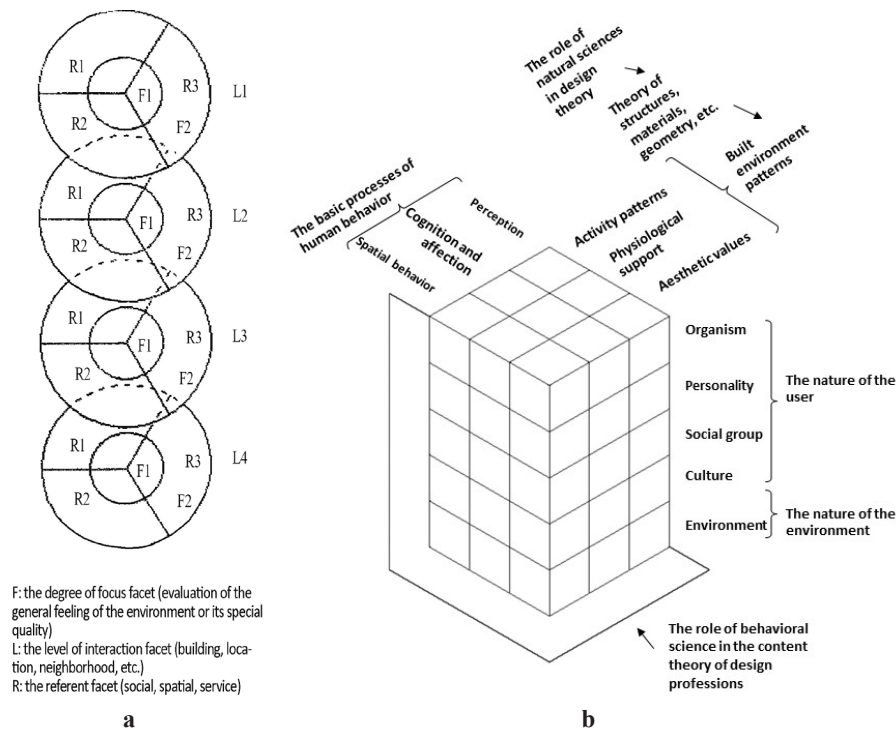 R1
F1
R3
R2
F2
L1
R1
F1
R3
R2
F2
L2
R1
F1
R3
R2
F2
L3
R1
F1
R3
R2
F2
L4
F: the degree of focus facet (evaluation of the
general feeling of the environment or its special
quality)
L: the level of interaction facet (building, loca-
tion, neighborhood, etc.)
R: the referent facet (social, spatial, service)
a
The role of
natural sciences
in design
theory
Theory of
structures,
materials,
geometry, etc.
Built
environment
patterns
The basic processes of
human behavior
Perception
Cognition and
affection
Spatial behavior
Activity patterns
Physiological
support
Aesthetic values
Organism
Personality
Social group
Culture
Environment
The nature of the
user
The nature of the
environment
The role of behavioral
science in the content
theory of design
professions
b